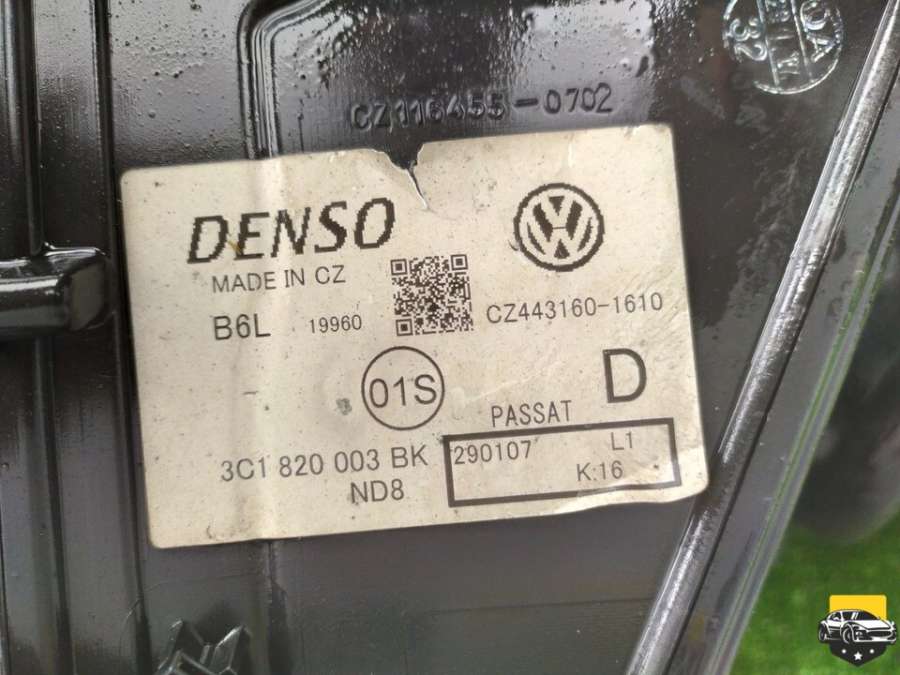 CZ116455-0702
32
DENSO
MADE IN CZ
B6L 19960
CZ443160-1610
01S
D
PASSAT
3C1 820 003 BK
ND8
290107 L1
K:16